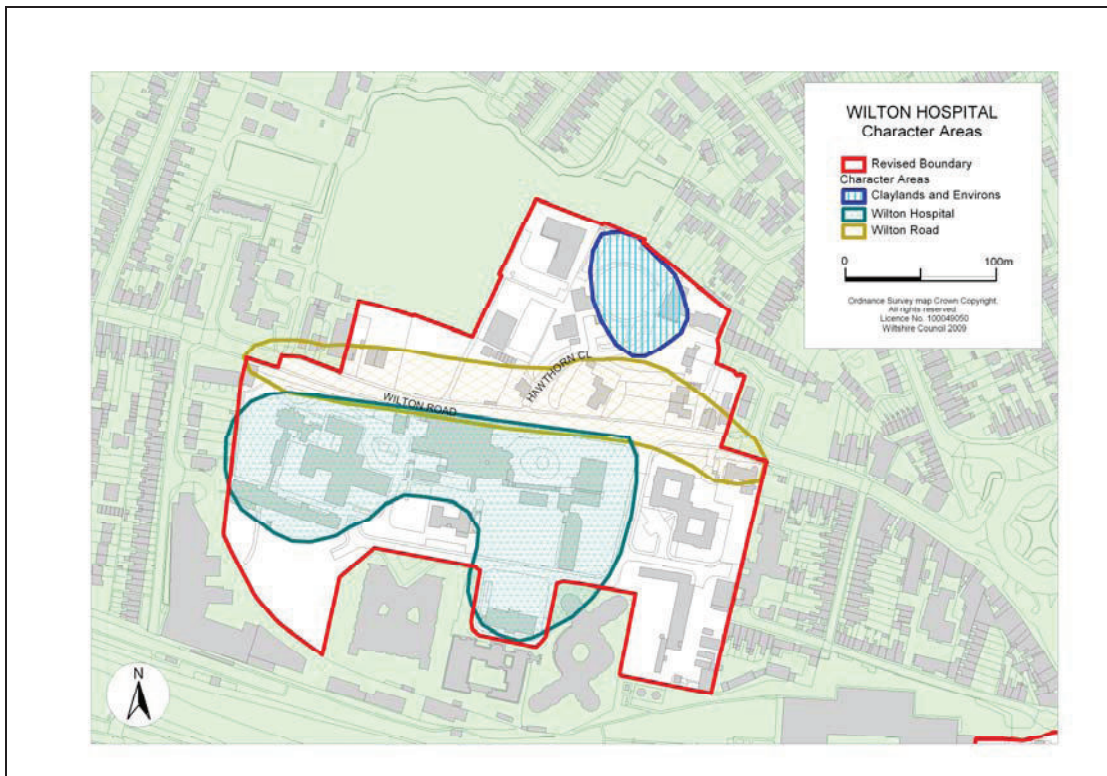 WILTON HOSPITAL
Character Areas
Revised Boundary
Character Areas
Claylands and Environs
Wilton Hospital
Wilton Road
0 100m
Ordnance Survey map Crown Copyright.
All rights reserved
Licence No. 100049050
Wiltshire Council 2009
HAWTHORN CL
WILTON ROAD
N